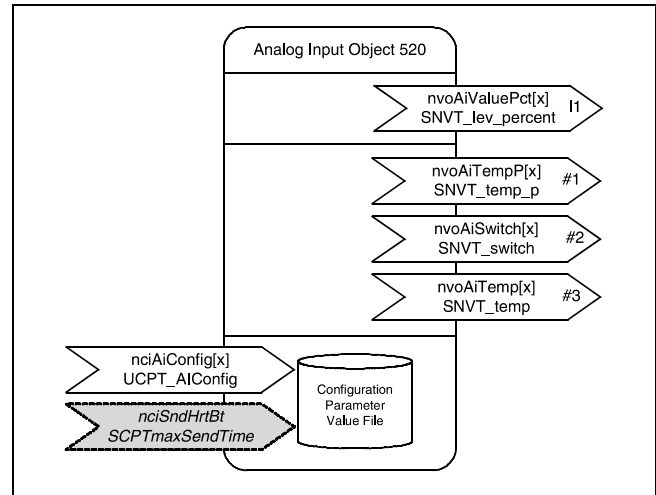 Analog Input Object 520
nvoAiValuePct[x] I1
SNVT_lev_percent
nvoAiTempP[x] #1
SNVT_temp_p
nvoAiSwitch[x] #2
SNVT_switch
nvoAiTemp[x] #3
SNVT_temp
nciAiConfig[x]
UCPT_AIConfig
nciSndHrtBt
SCPTmaxSendTime
Configuration
Parameter
Value File